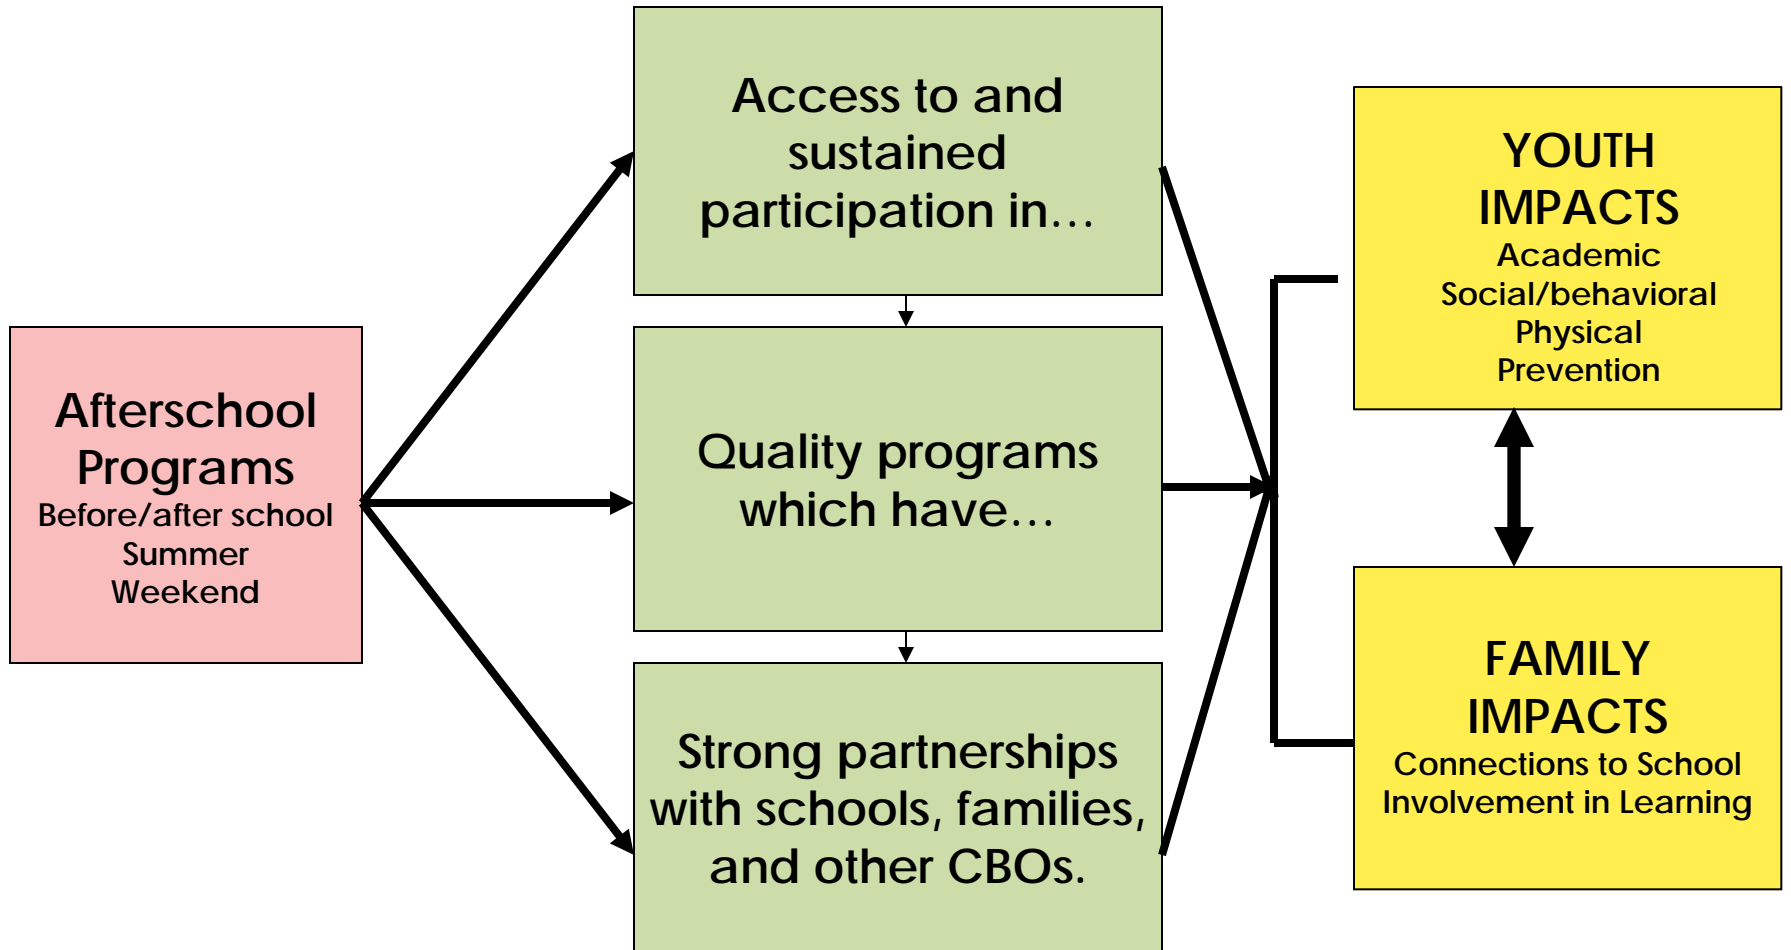 Afterschool
Programs
Before/after school
Summer
Weekend
Access to and
sustained
participation in…
Quality programs
which have…
Strong partnerships
with schools, families,
and other CBOs.
YOUTH
IMPACTS
Academic
Social/behavioral
Physical
Prevention
FAMILY
IMPACTS
Connections to School
Involvement in Learning